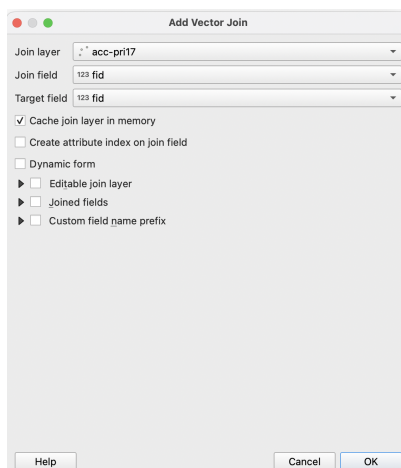 Add Vector Join
Join layer acc-pri17
Join field 123 fid
Target field 123 fid
Cache join layer in memory
Create attribute index on join field
Dynamic form
Editable join layer
Joined fields
Custom field name prefix
Help Cancel OK